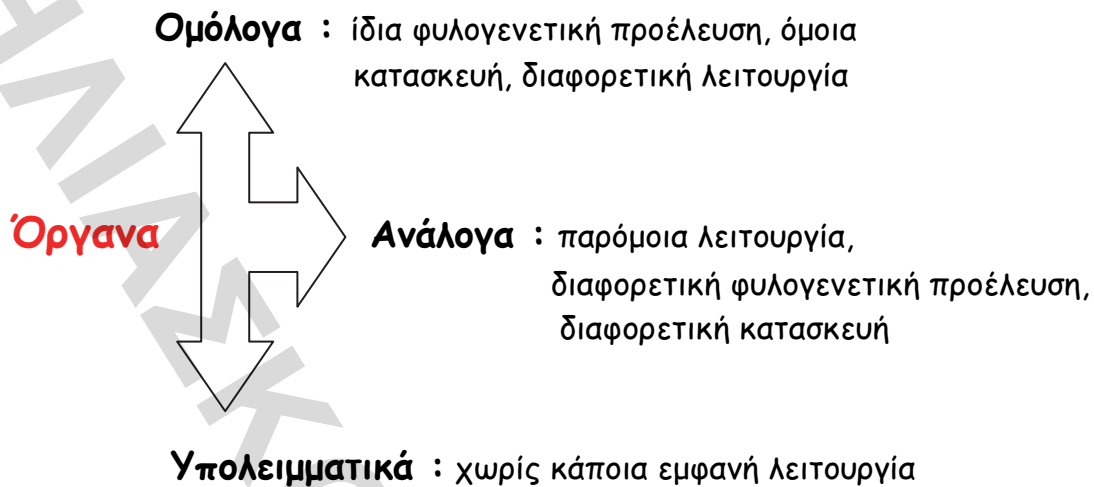 Ομόλογα : ίδια φυλογενετική προέλευση, όμοια
κατασκευή, διαφορετική λειτουργία
Όργανα
Ανάλογα : παρόμοια λειτουργία,
διαφορετική φυλογενετική προέλευση,
διαφορετική κατασκευή
Υπολειμματικά : χωρίς κάποια εμφανή λειτουργία